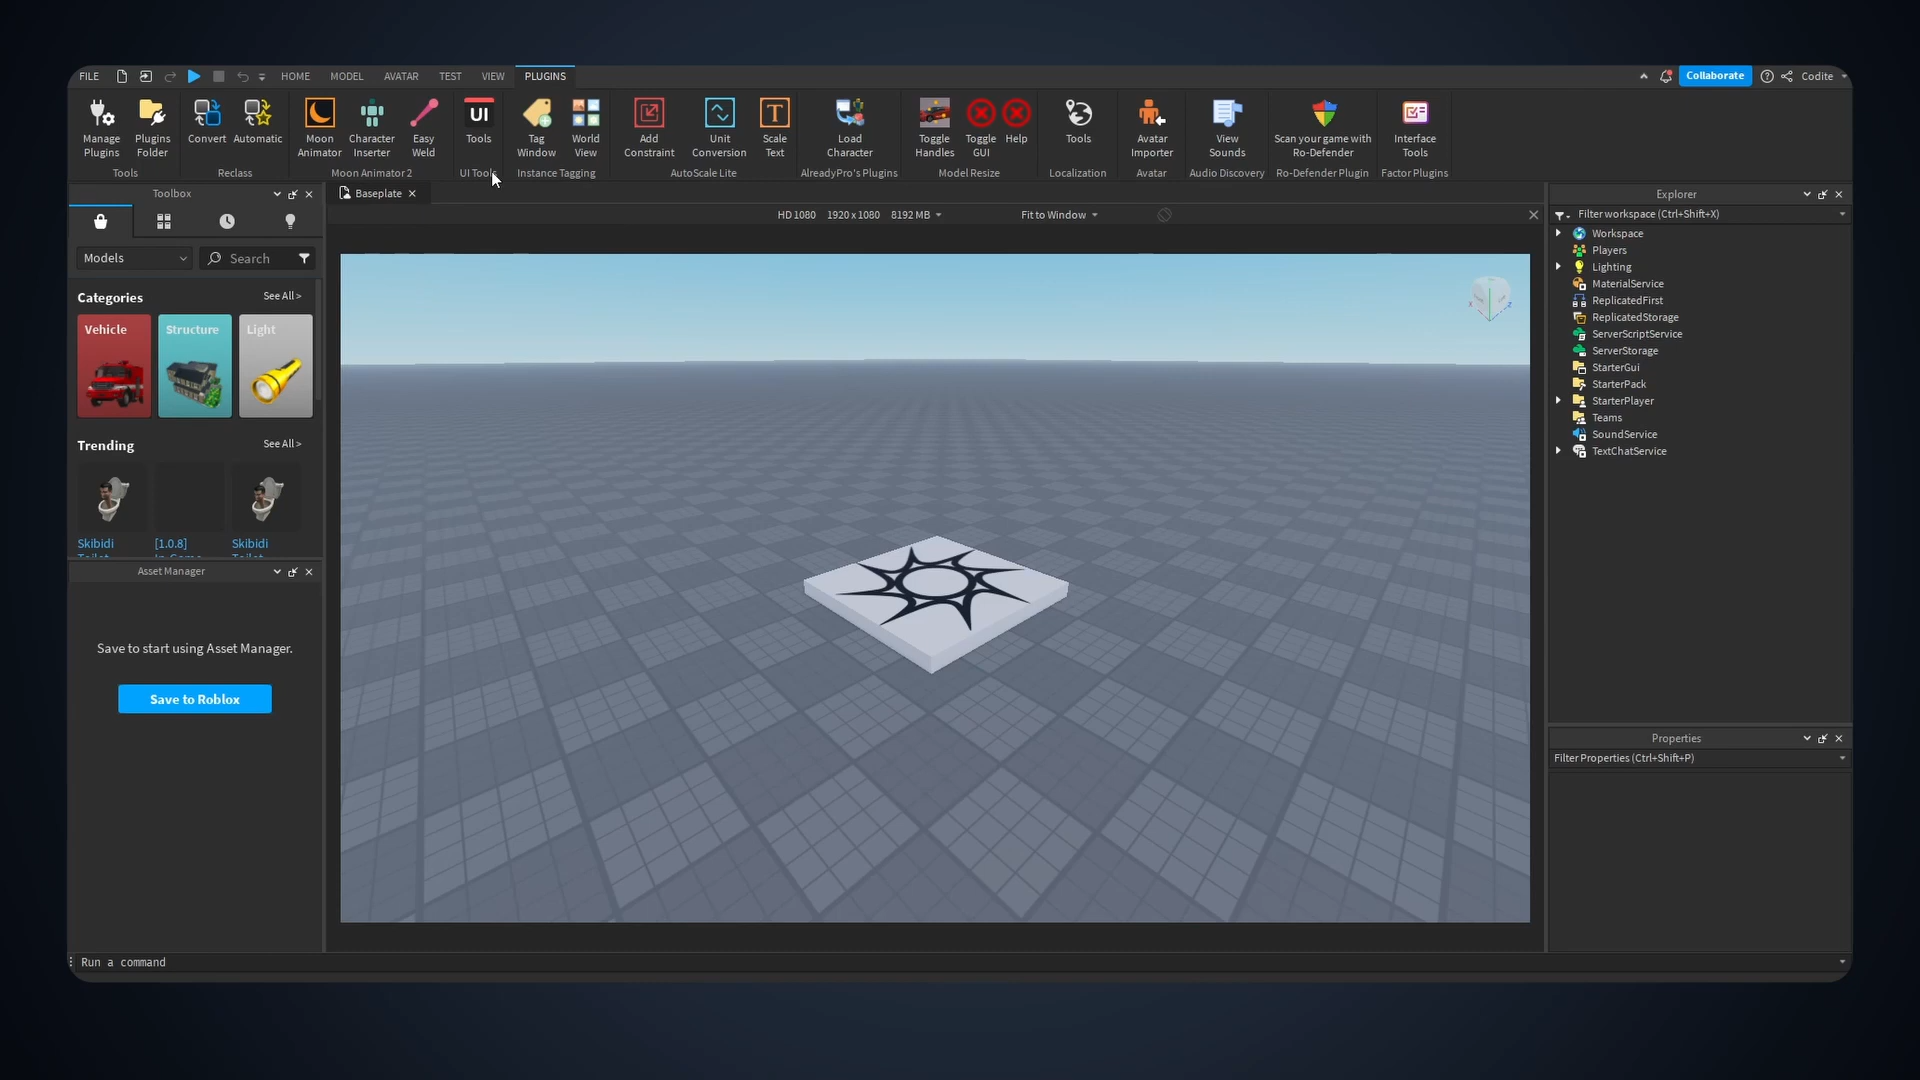 FILE HOME MODEL AVATAR TEST VIEW PLUGINS Collaborate Codite
Manage Plugins
Plugins Folder
Convert
Automatic
Moon Animator
Character Inserter
Easy Weld
UI
Tools
Tag Window
World View
Add Constraint
Unit Conversion
T
Scale Text
Load Character
Toggle Handles
Toggle GUI
Help
Tools
Avatar Importer
View Sounds
Scan your game with Ro-Defender
Interface Tools
Tools Reclass Moon Animator 2 UI Tools Instance Tagging AutoScale Lite AlreadyPro's Plugins Model Resize Localization Avatar Audio Discovery Ro-Defender Plugin Factor Plugins
Toolbox
Models Search
Categories See All >
Vehicle Structure Light
Trending See All >
Skibidi [1.0.8] Skibidi
Asset Manager
Save to start using Asset Manager.
Save to Roblox
Baseplate
HD 1080 1920 x 1080 8192 MB Fit to Window
Explorer
Filter workspace (Ctrl+Shift+X)
Workspace
Players
Lighting
MaterialService
ReplicatedFirst
ReplicatedStorage
ServerScriptService
ServerStorage
StarterGui
StarterPack
StarterPlayer
Teams
SoundService
TextChatService
Properties
Filter Properties (Ctrl+Shift+P)
Run a command